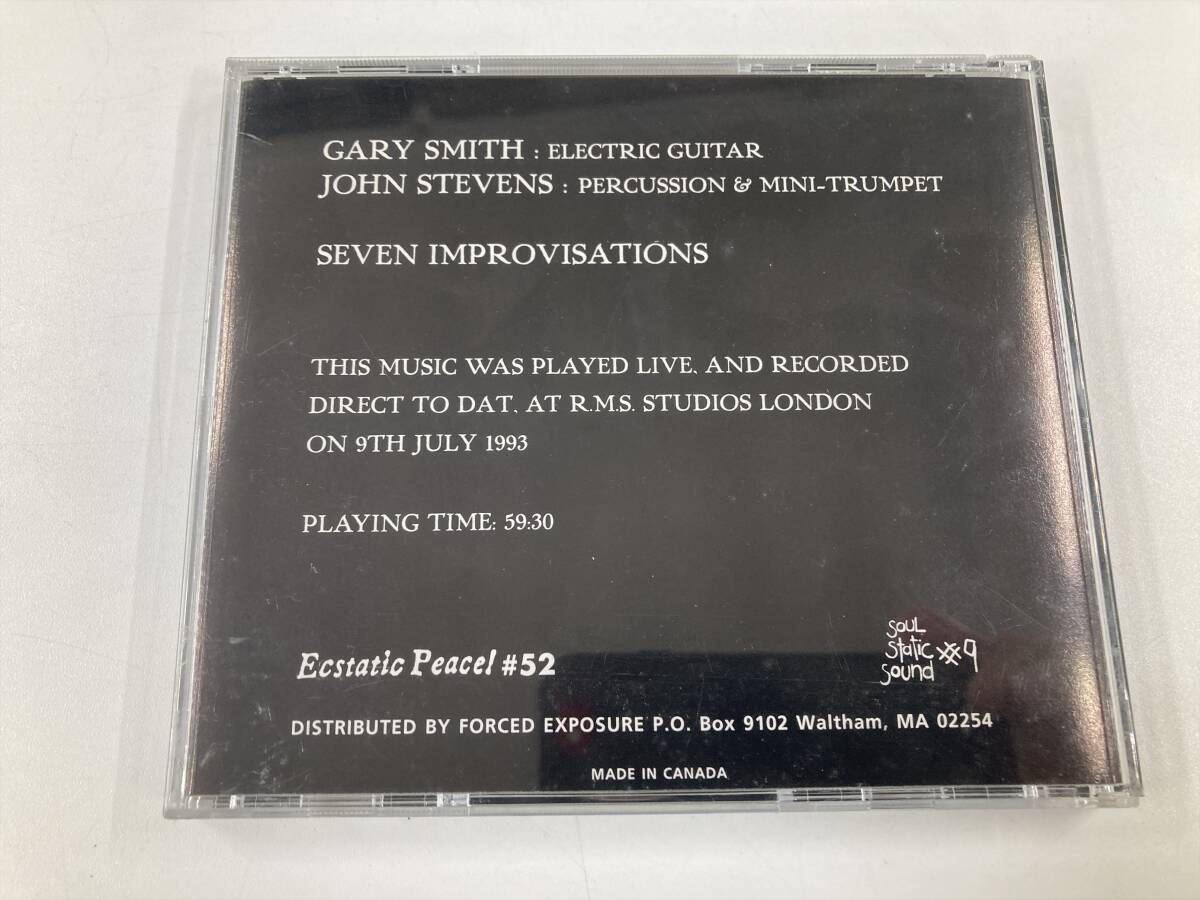 GARY SMITH : ELECTRIC GUITAR
JOHN STEVENS : PERCUSSION & MINI-TRUMPET
SEVEN IMPROVISATIONS
THIS MUSIC WAS PLAYED LIVE, AND RECORDED
DIRECT TO DAT, AT R.M.S. STUDIOS LONDON
ON 9TH JULY 1993
PLAYING TIME: 59:30
Ecstatic Peace! #52
SouL
Static #9
Sound
DISTRIBUTED BY FORCED EXPOSURE P.O. Box 9102 Waltham, MA 02254
MADE IN CANADA